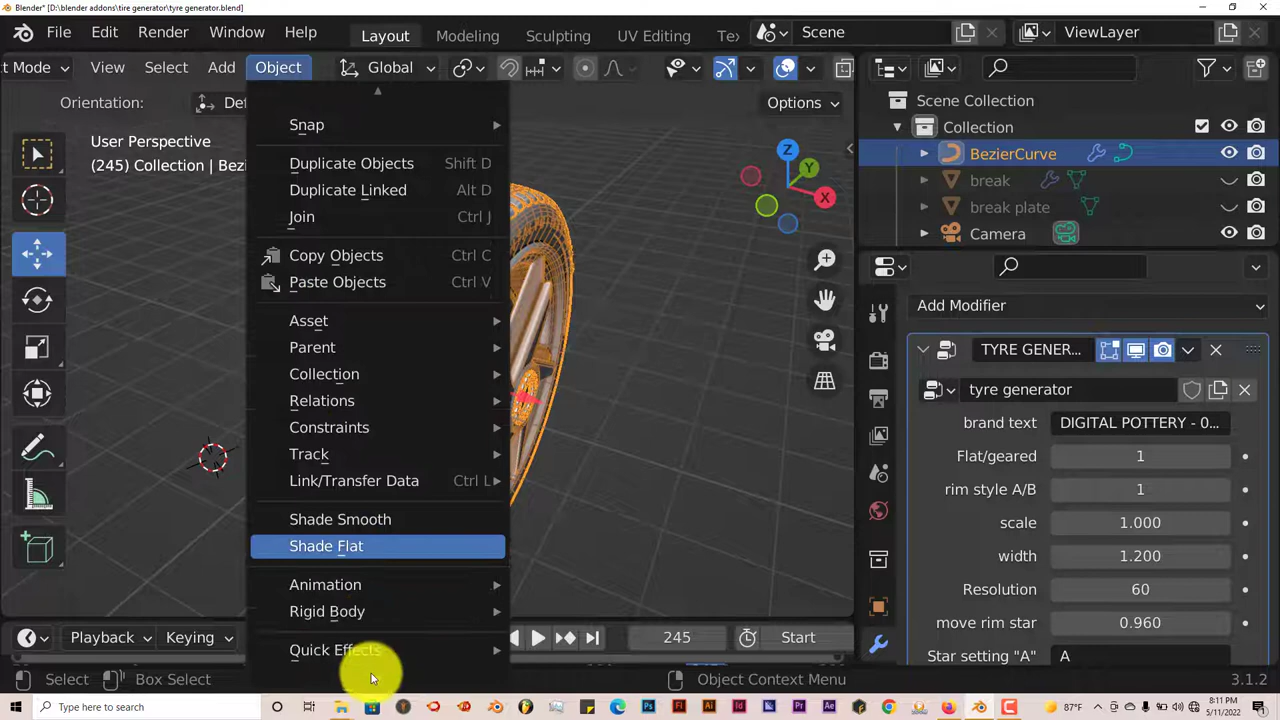 Blender* [D:\blender addons\tire generator\tyre generator.blend]
File Edit Render Window Help Layout Modeling Sculpting UV Editing Te Scene ViewLayer
t Mode View Select Add Object Global
Orientation: Def Options
User Perspective
(245) Collection | Bez
Snap
Duplicate Objects Shift D
Duplicate Linked Alt D
Join Ctrl J
Copy Objects Ctrl C
Paste Objects Ctrl V
Asset
Parent
Collection
Relations
Constraints
Track
Link/Transfer Data Ctrl L
Shade Smooth
Shade Flat
Animation
Rigid Body
Quick Effects
Z
Y
X
Scene Collection
Collection
BezierCurve
break
break plate
Camera
Add Modifier
TYRE GENER...
tyre generator
brand text DIGITAL POTTERY - 0...
Flat/geared 1
rim style A/B 1
scale 1.000
width 1.200
Resolution 60
move rim star 0.960
Star setting "A" A
Playback Keying 245 Start
Select Box Select Object Context Menu 3.1.2
Type here to search 87°F 8:11 PM
5/11/2022